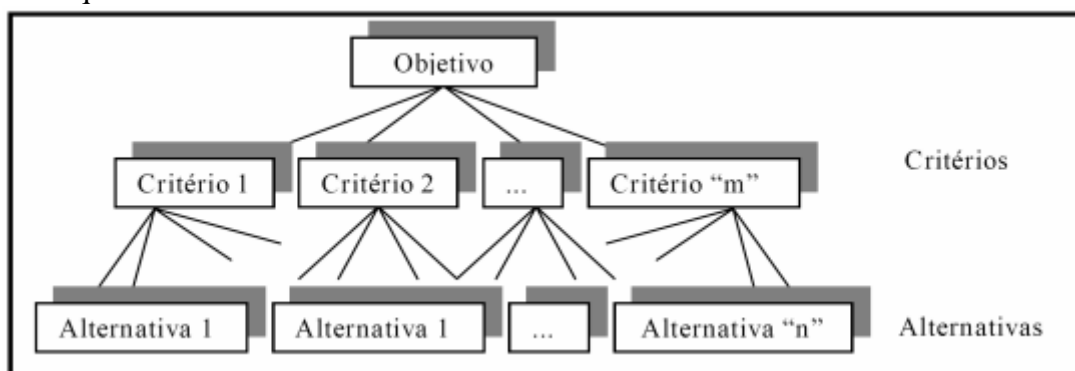 Objetivo
Critério 1 Critério 2 ... Critério “m” Critérios
Alternativa 1 Alternativa 1 ... Alternativa “n” Alternativas